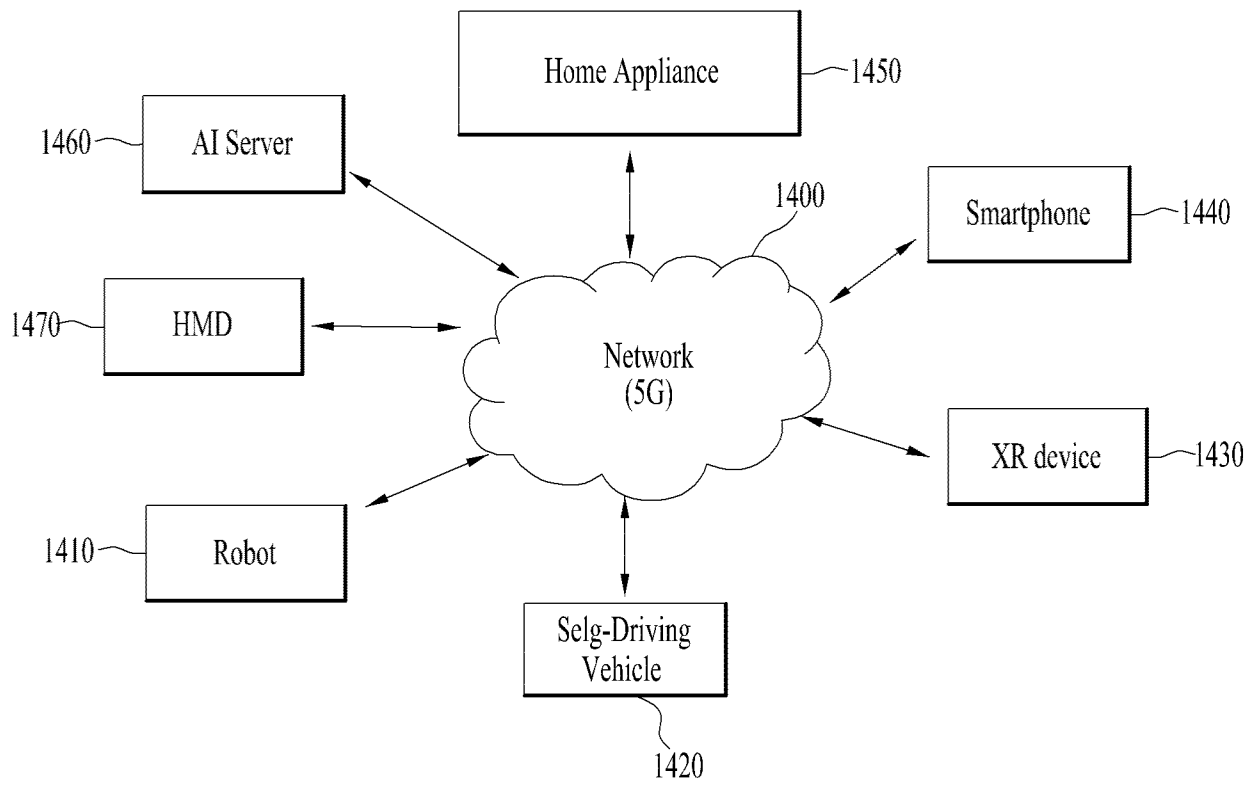 Home Appliance
1450
AI Server
1460
1400
Smartphone
1440
HMD
1470
Network
(5G)
XR device
1430
Robot
1410
Selg-Driving
Vehicle
1420